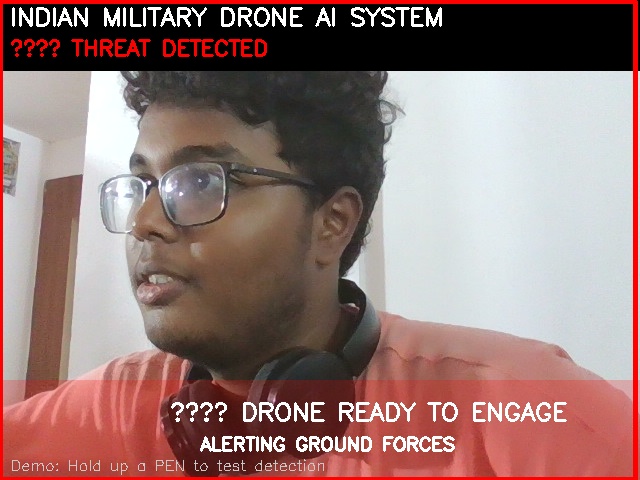 INDIAN MILITARY DRONE AI SYSTEM
???? THREAT DETECTED
???? DRONE READY TO ENGAGE
ALERTING GROUND FORCES
Demo: Hold up a PEN to test detection